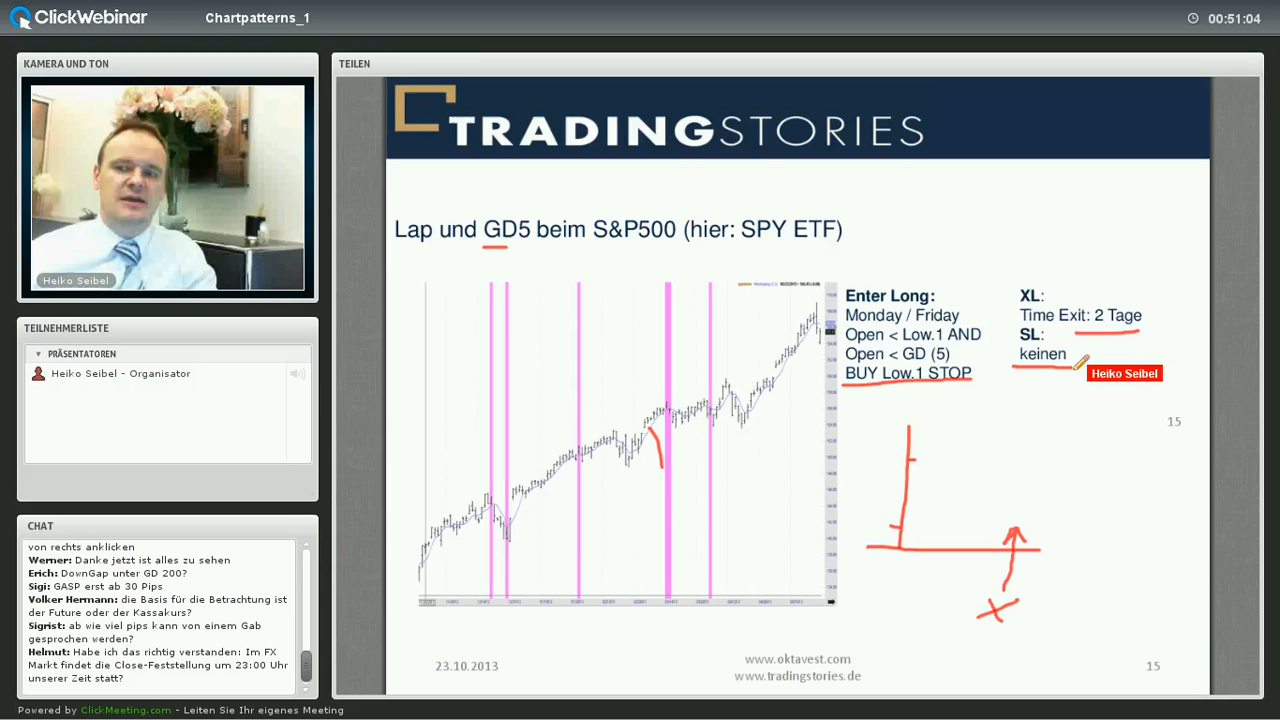 ClickWebinar
Chartpatterns_1
00:51:04
KAMERA UND TON
Heiko Seibel
TEILNEHMERLISTE
PRÄSENTATOREN
Heiko Seibel - Organisator
CHAT
von rechts anklicken
Werner: Danke jetzt ist alles zu sehen
Erich: DownGap unter GD 200?
Sigi: GASP erst ab 30 Pips
Volker Hermann: die Basis für die Betrachtung ist
der Future oder der Kassakurs?
Sigrist: ab wie viel pips kann von einem Gab
gesprochen werden?
Helmut: Habe ich das richtig verstanden: Im FX
Markt findet die Close-Feststellung um 23:00 Uhr
unserer Zeit statt?
TEILEN
TRADINGSTORIES
Lap und GD5 beim S&P500 (hier: SPY ETF)
Enter Long:
Monday / Friday
Open < Low.1 AND
Open < GD (5)
BUY Low.1 STOP
XL:
Time Exit: 2 Tage
SL:
keinen
Heiko Seibel
15
X
23.10.2013
www.oktavest.com
www.tradingstories.de
15
Powered by ClickMeeting.com - Leiten Sie Ihr eigenes Meeting